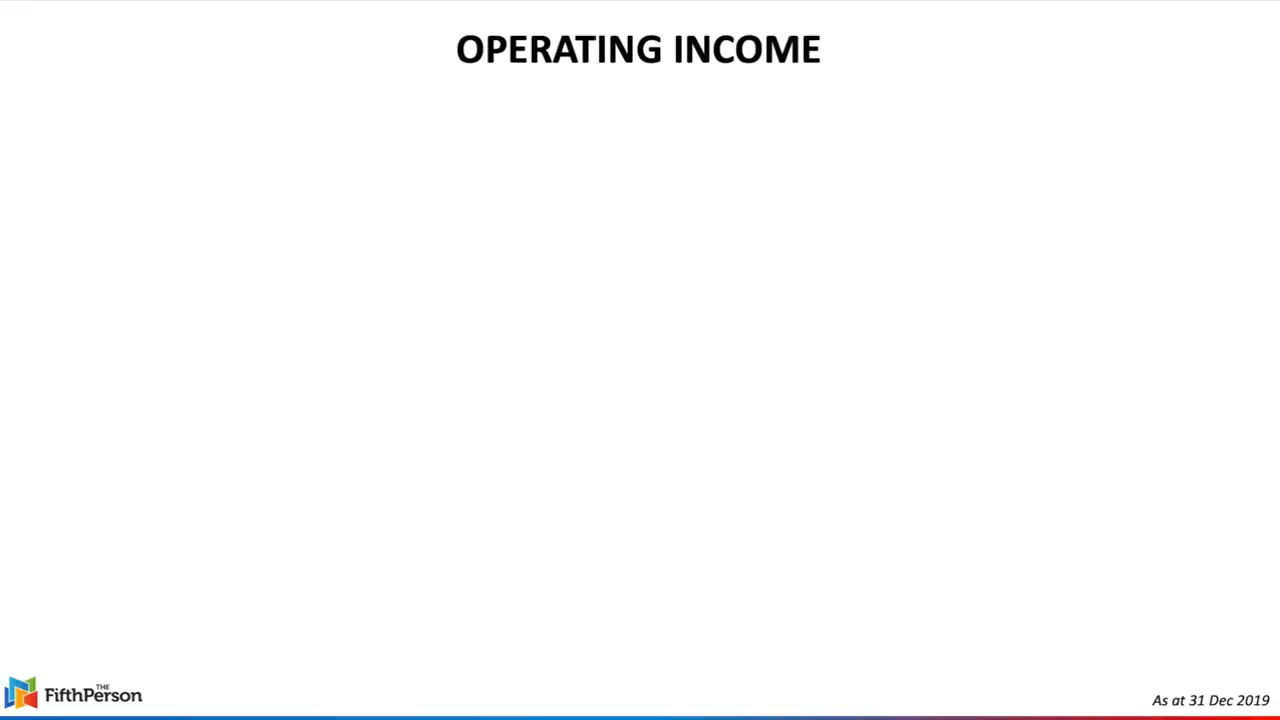 OPERATING INCOME
THE
FifthPerson
As at 31 Dec 2019